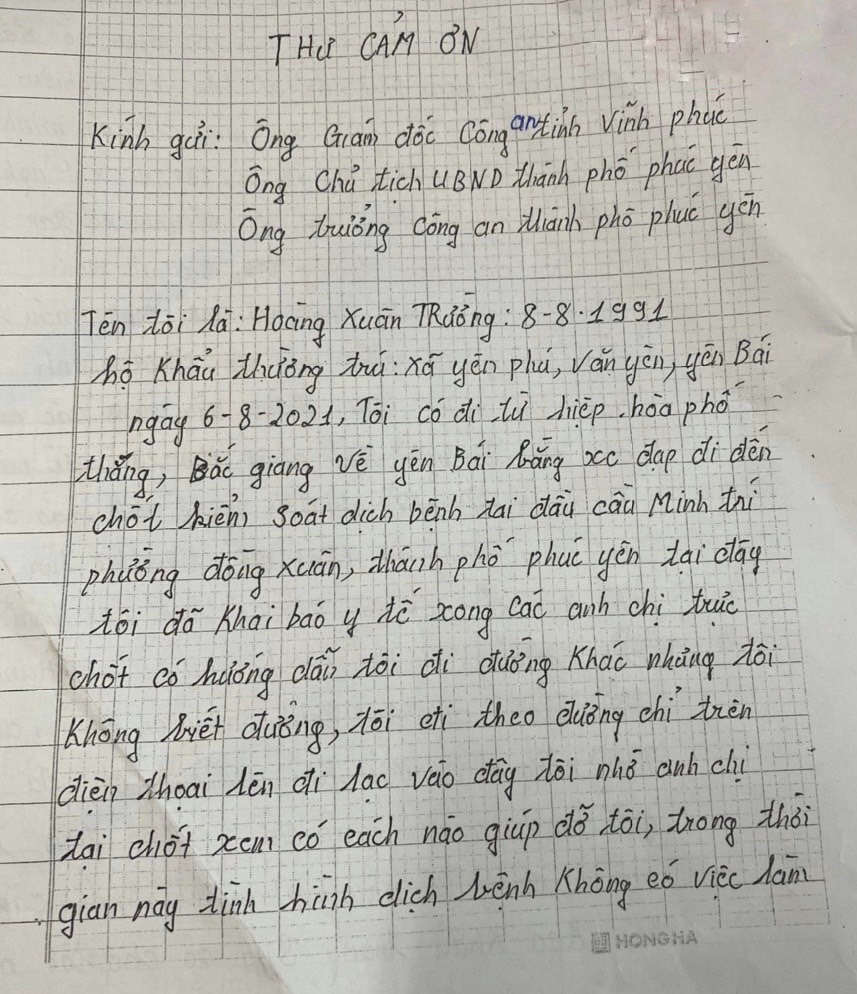 THƯ CẢM ƠN
Kính gửi: Ông Giám đốc Công an tỉnh Vĩnh phúc
Ông Chủ tịch UBND thành phố phúc yên
Ông trưởng công an thành phố phúc yên
Tên tôi là: Hoàng Xuân TRường: 8-8-1991
hộ khẩu thường trú: xã yên phú, văn yên, yên Bái
ngày 6-8-2021, Tôi có đi từ hiệp hòa phố
thắng, Bắc giang về yên Bái bằng xe đạp đi đến
chốt kiểm soát dịch bệnh tại đầu cầu Minh trí
phường đồng xuân, thành phố phúc yên tại đây
tôi đã khai báo y tế xong các anh chị trực
chốt có hướng dẫn tôi đi đường khác nhưng tôi
không biết đường, tôi đi theo đường chỉ trên
điện thoại lên đi lạc vào đây tôi nhờ anh chị
tại chốt xem có cách nào giúp đỡ tôi, trong thời
gian này tình hình dịch bệnh không có việc làm
HONG HA